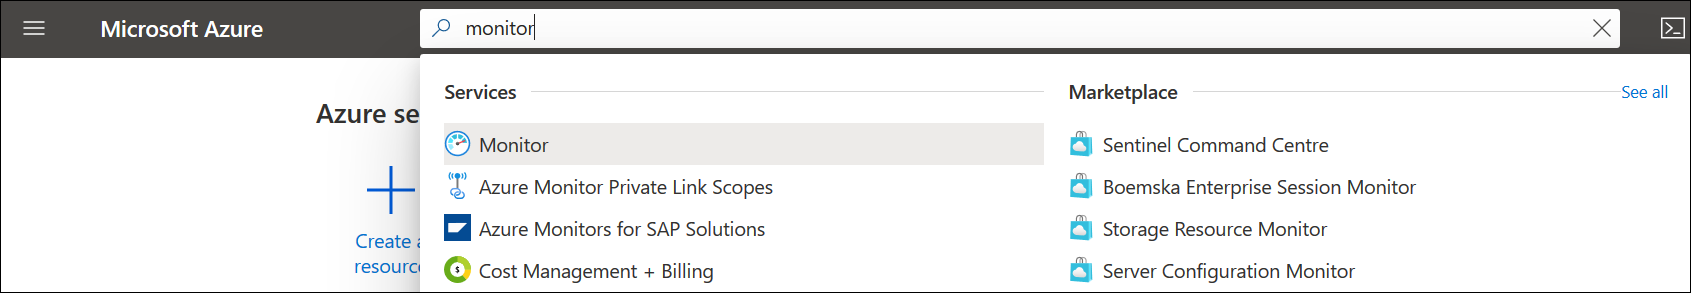 Microsoft Azure
monitor
Azure se
Create a
resource
Services
Monitor
Azure Monitor Private Link Scopes
Azure Monitors for SAP Solutions
Cost Management + Billing
Marketplace
See all
Sentinel Command Centre
Boemska Enterprise Session Monitor
Storage Resource Monitor
Server Configuration Monitor